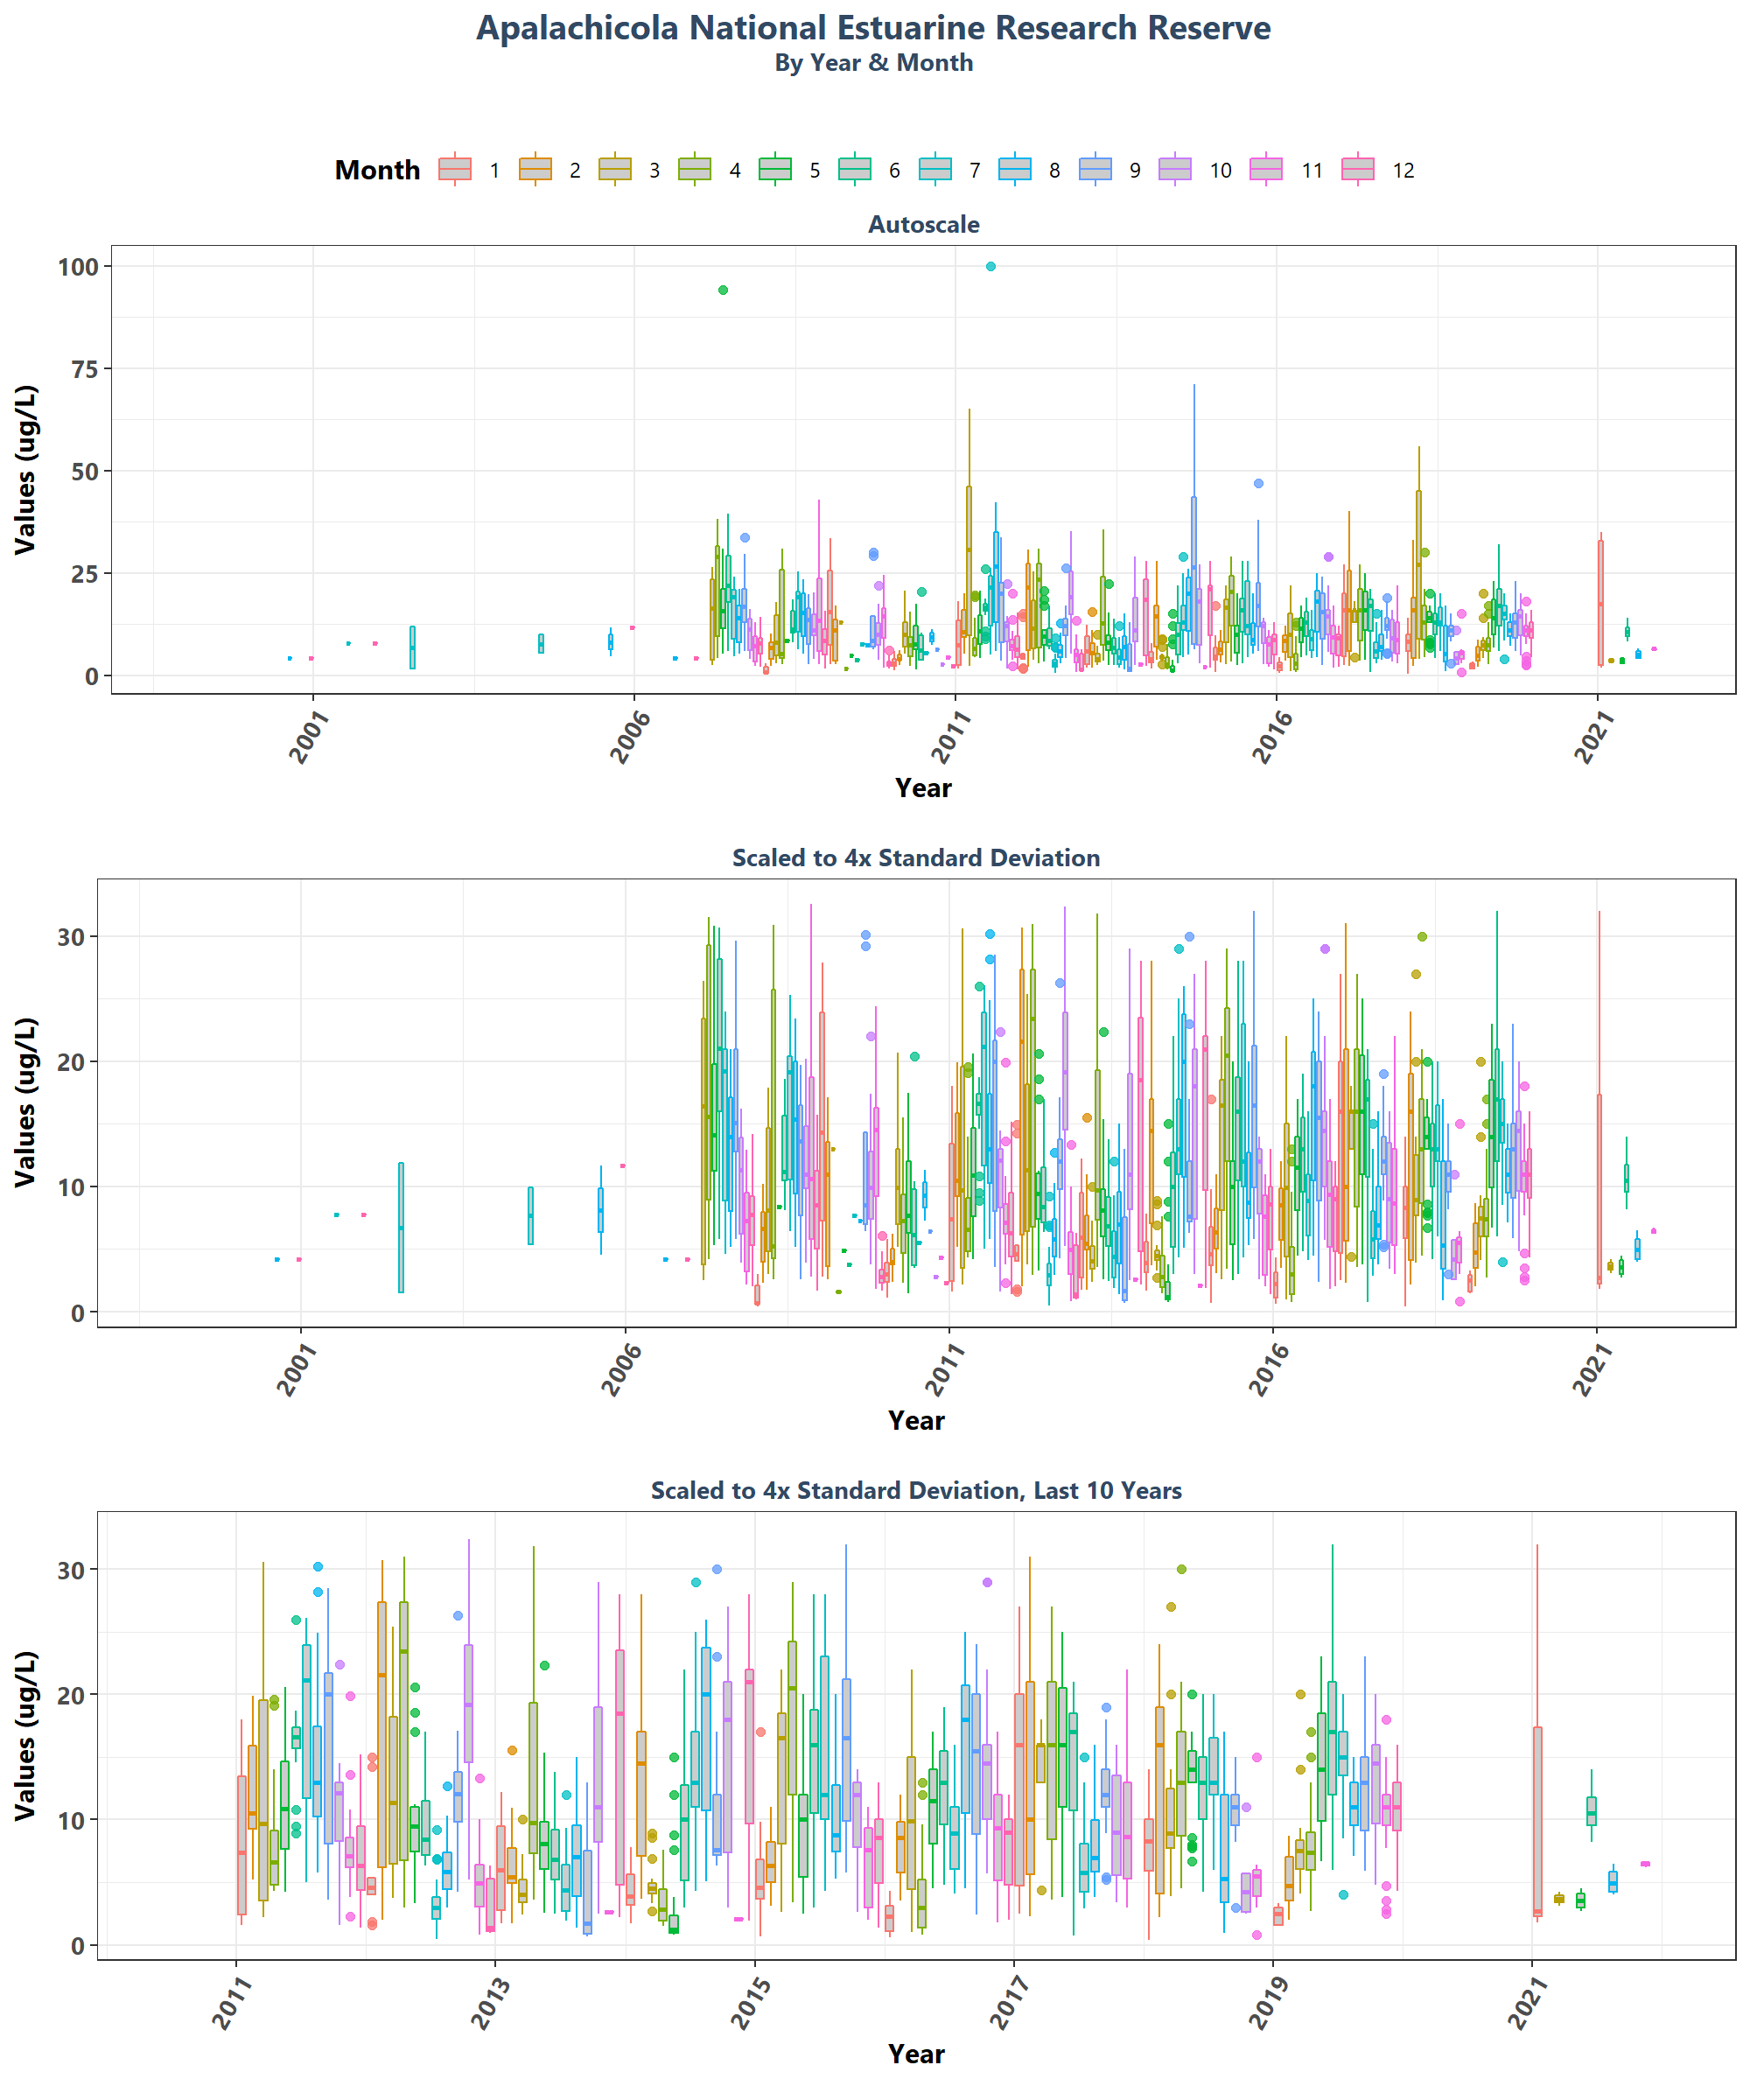 Apalachicola National Estuarine Research Reserve
By Year & Month
Month 1 2 3 4 5 6 7 8 9 10 11 12
Autoscale
Values (ug/L)
100
75
50
25
0
2001 2006 2011 2016 2021
Year
Scaled to 4x Standard Deviation
Values (ug/L)
30
20
10
0
2001 2006 2011 2016 2021
Year
Scaled to 4x Standard Deviation, Last 10 Years
Values (ug/L)
30
20
10
0
2011 2013 2015 2017 2019 2021
Year